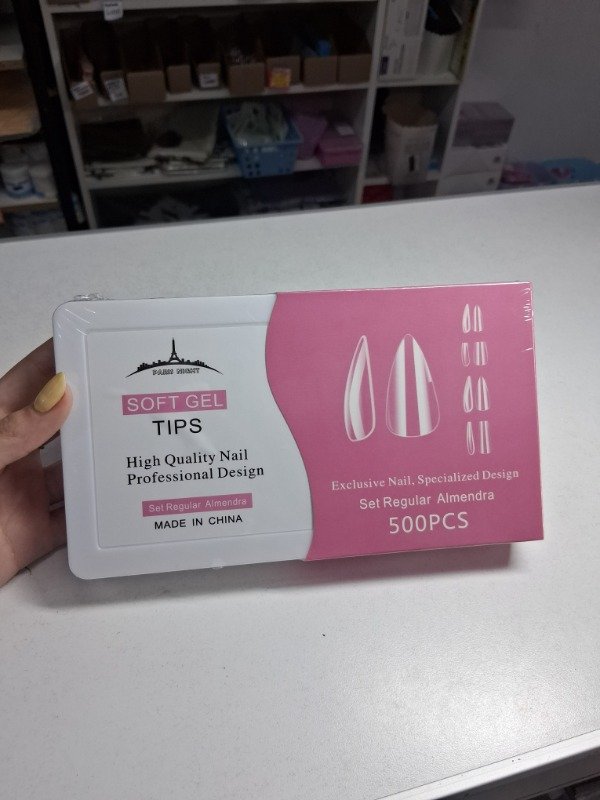 PARIS NIGHT
SOFT GEL
TIPS
High Quality Nail
Professional Design
Set Regular Almendra
MADE IN CHINA
Exclusive Nail, Specialized Design
Set Regular Almendra
500PCS